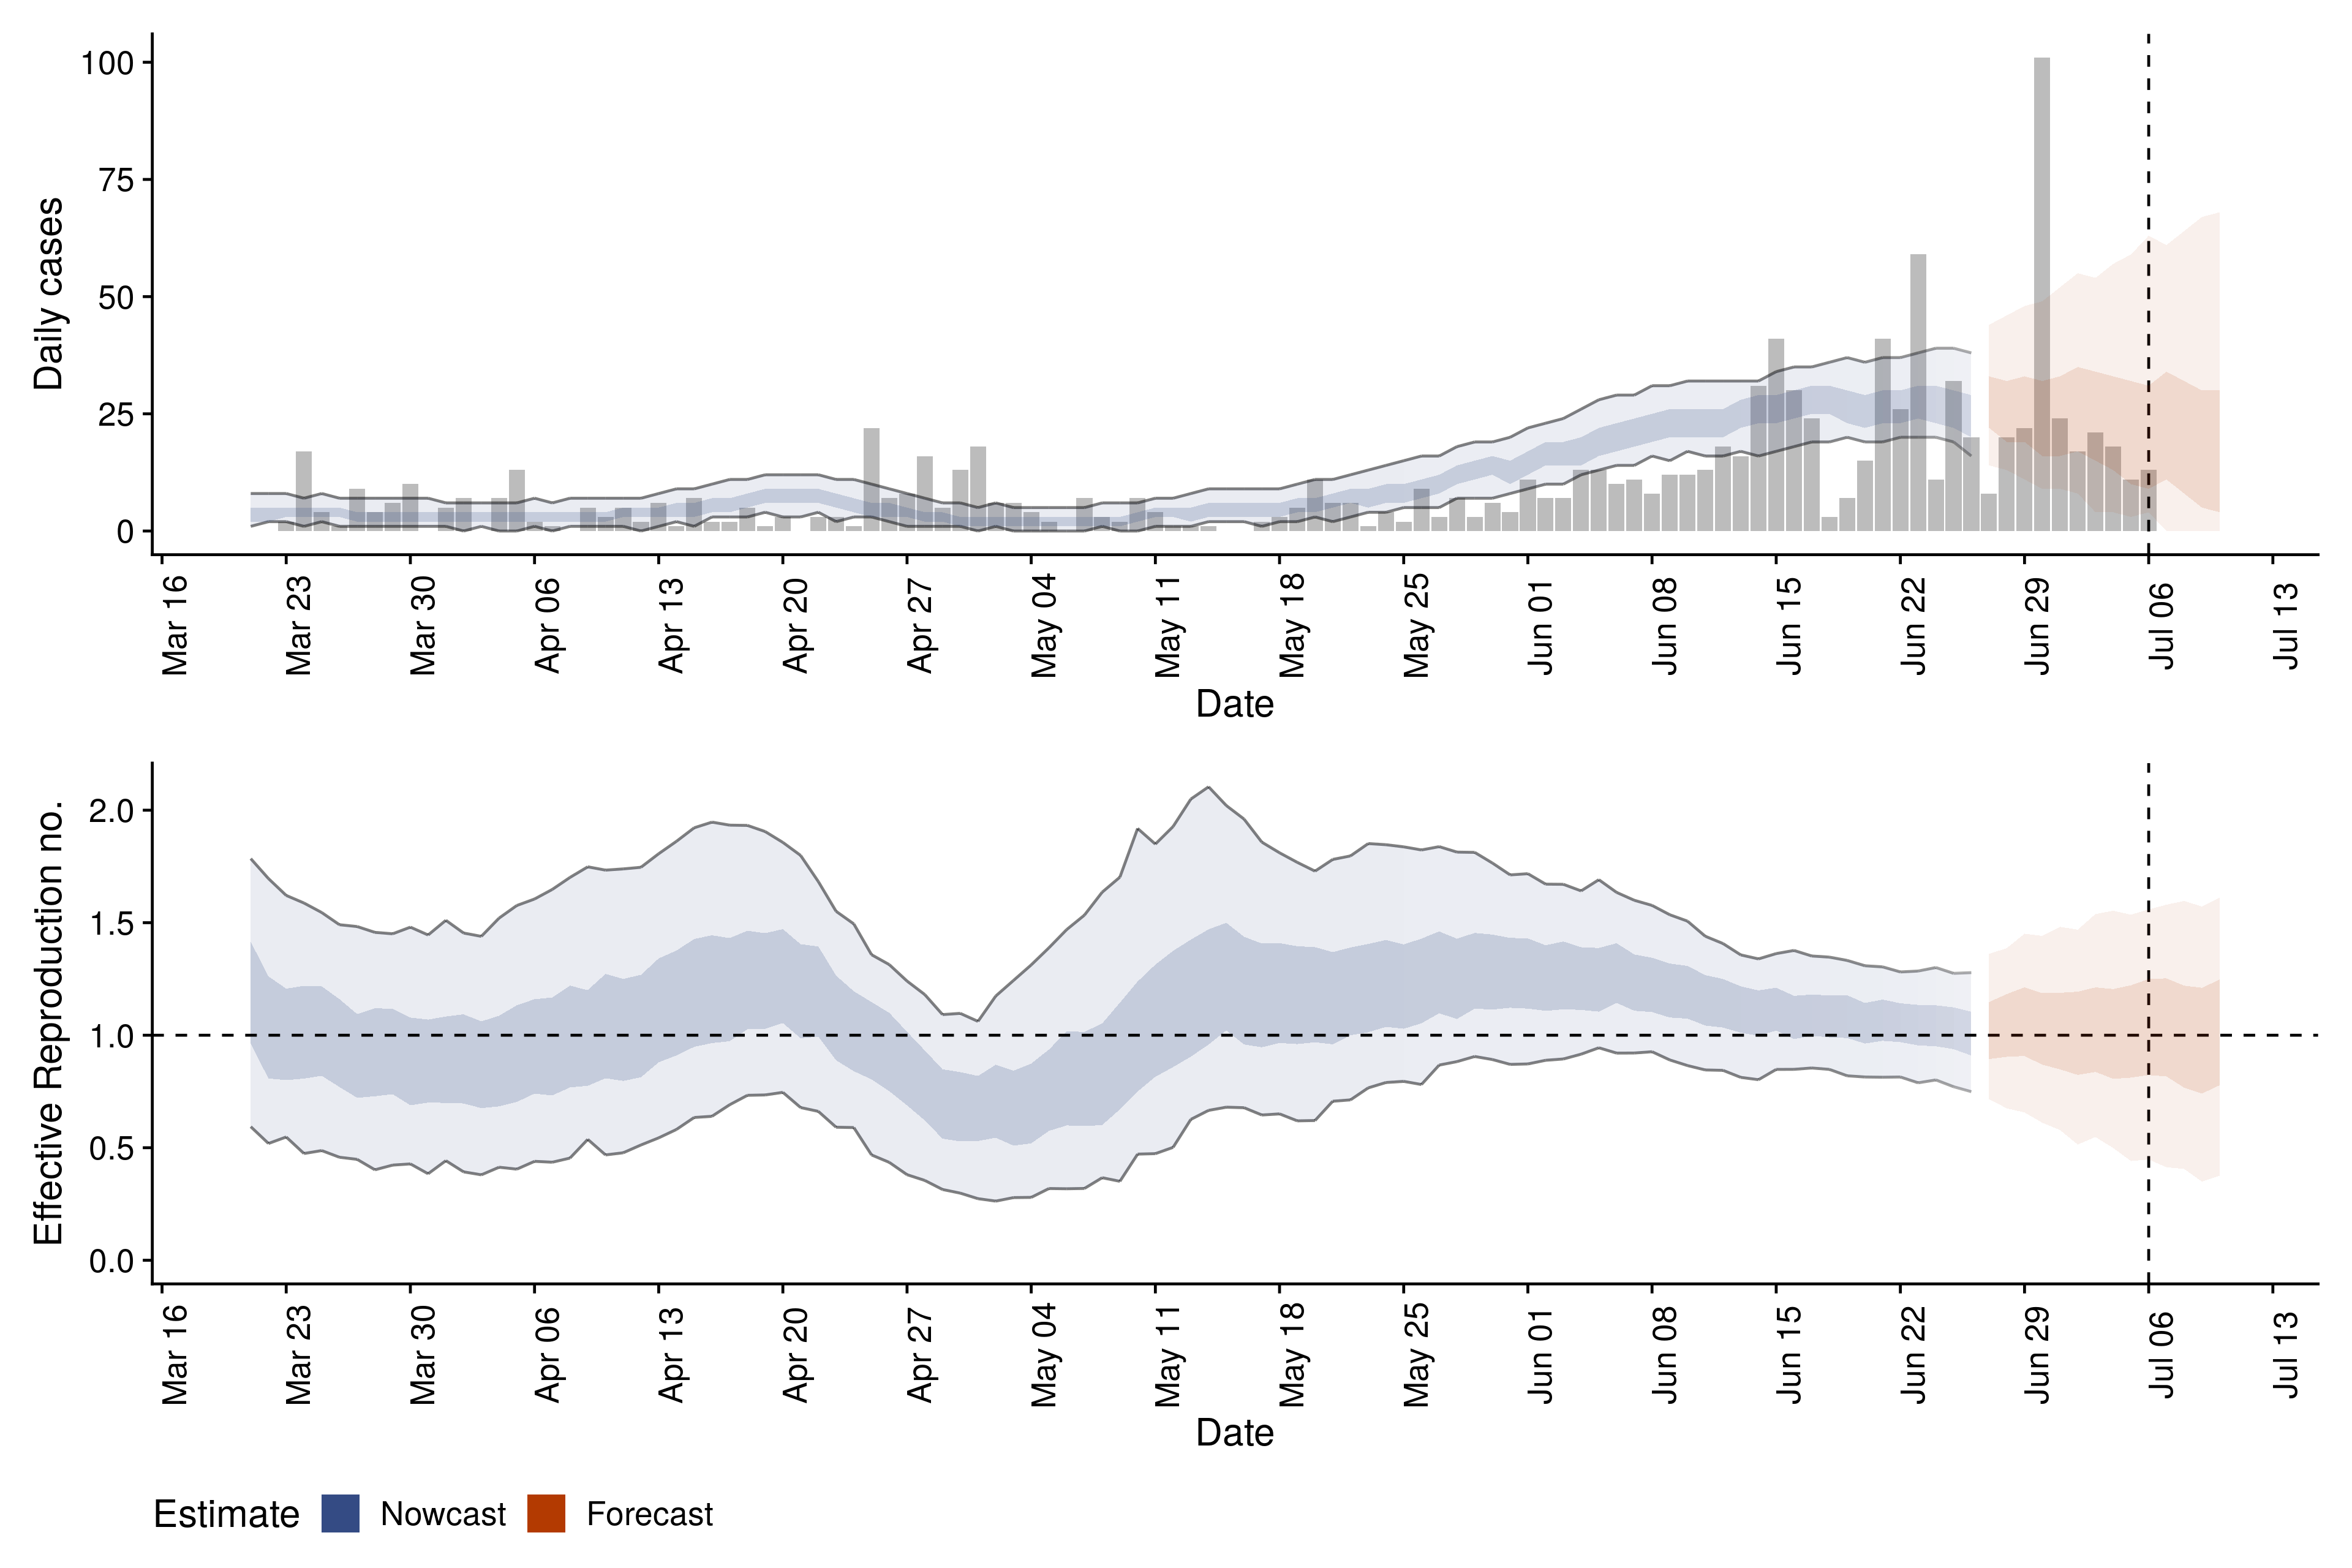 Daily cases
100
75
50
25
0
Mar 16
Mar 23
Mar 30
Apr 06
Apr 13
Apr 20
Apr 27
May 04
May 11
May 18
May 25
Jun 01
Jun 08
Jun 15
Jun 22
Jun 29
Jul 06
Jul 13
Date
Effective Reproduction no.
2.0
1.5
1.0
0.5
0.0
Mar 16
Mar 23
Mar 30
Apr 06
Apr 13
Apr 20
Apr 27
May 04
May 11
May 18
May 25
Jun 01
Jun 08
Jun 15
Jun 22
Jun 29
Jul 06
Jul 13
Date
Estimate Nowcast Forecast